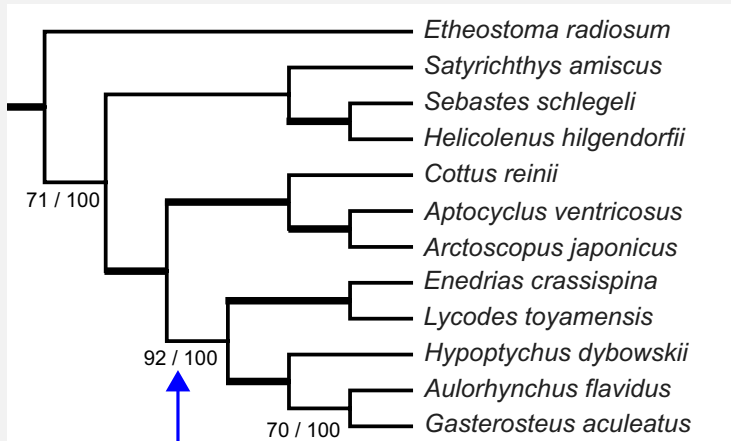 Etheostoma radiosum
Satyrichthys amiscus
Sebastes schlegeli
Helicolenus hilgendorfii
Cottus reinii
71 / 100
Aptocyclus ventricosus
Arctoscopus japonicus
Enedrias crassispina
Lycodes toyamensis
Hypoptychus dybowskii
92 / 100
Aulorhynchus flavidus
Gasterosteus aculeatus
70 / 100